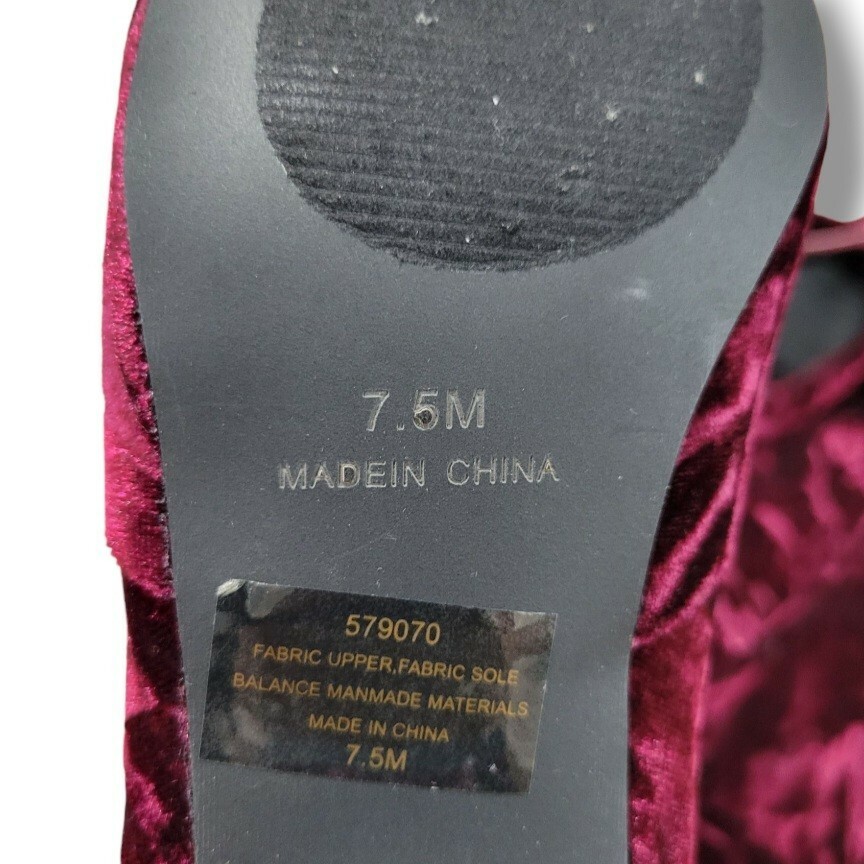 7.5M
MADEIN CHINA
579070
FABRIC UPPER,FABRIC SOLE
BALANCE MANMADE MATERIALS
MADE IN CHINA
7.5M